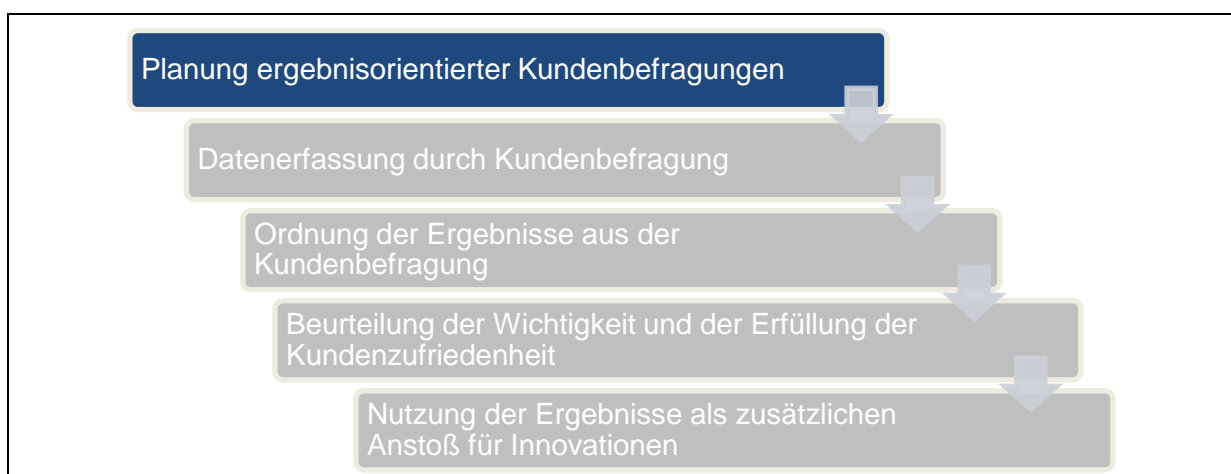 Planung ergebnisorientierter Kundenbefragungen
Datenerfassung durch Kundenbefragung
Ordnung der Ergebnisse aus der
Kundenbefragung
Beurteilung der Wichtigkeit und der Erfüllung der
Kundenzufriedenheit
Nutzung der Ergebnisse als zusätzlichen
Anstoß für Innovationen